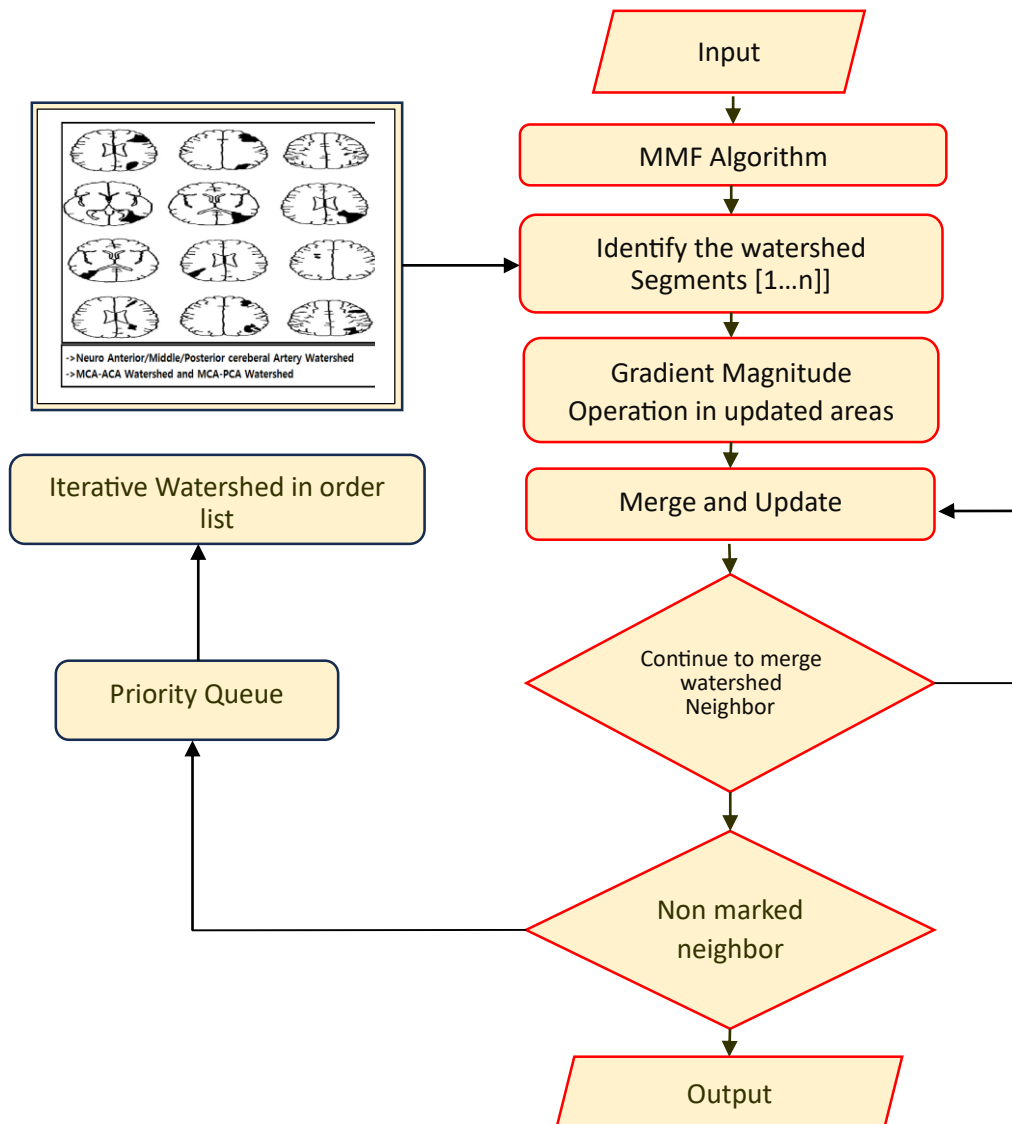 Input
MMF Algorithm
Identify the watershed
Segments [1...n]]
->Neuro Anterior/Middle/Posterior cereberal Artery Watershed
->MCA-ACA Watershed and MCA-PCA Watershed
Gradient Magnitude
Operation in updated areas
Iterative Watershed in order
list
Merge and Update
Continue to merge
watershed
Neighbor
Priority Queue
Non marked
neighbor
Output